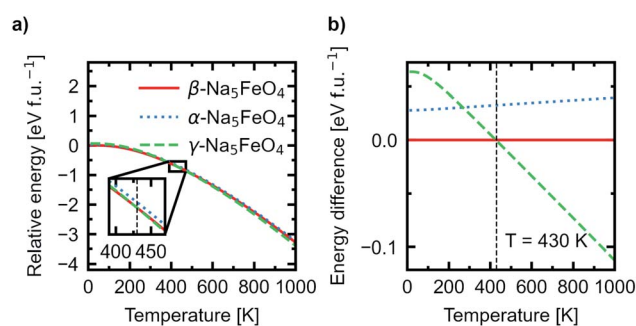 a)
b)
Relative energy [eV f.u.⁻¹]
2
1
0
−1
−2
−3
−4
β-Na₅FeO₄
α-Na₅FeO₄
γ-Na₅FeO₄
400 450
0 200 400 600 800 1000
Temperature [K]
Energy difference [eV f.u.⁻¹]
0.0
−0.1
T = 430 K
0 200 400 600 800 1000
Temperature [K]